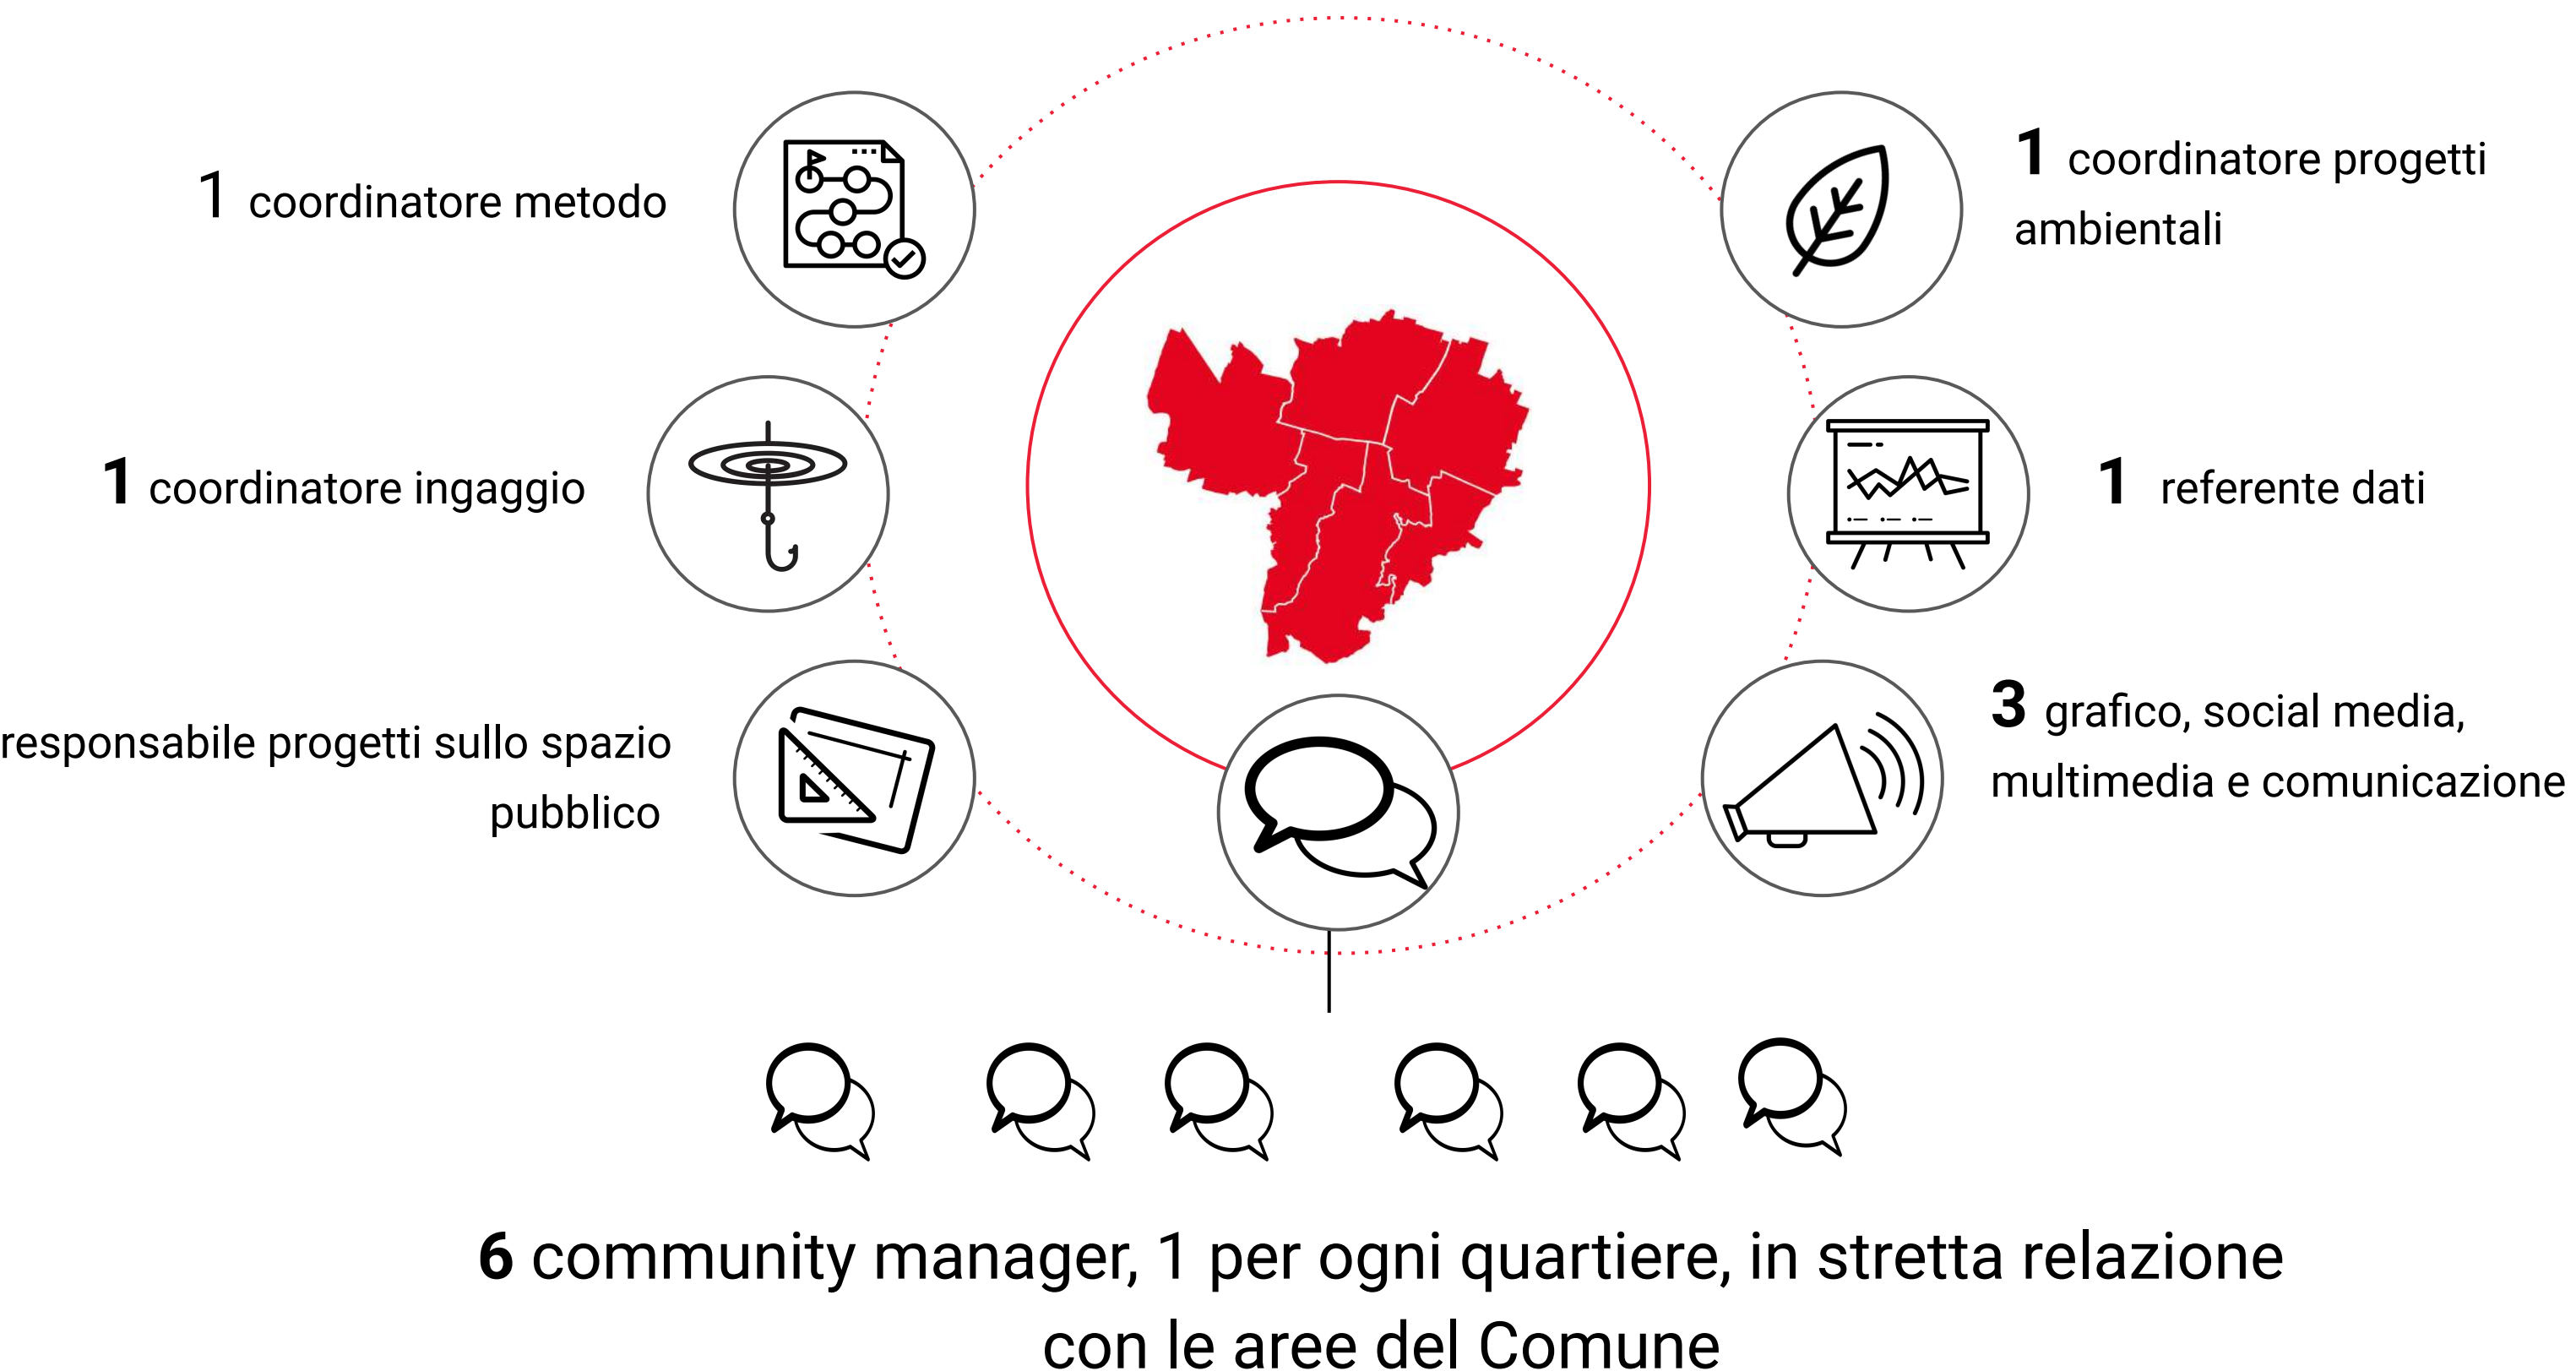 1 coordinatore metodo
1 coordinatore ingaggio
responsabile progetti sullo spazio
pubblico
1 coordinatore progetti
ambientali
1 referente dati
3 grafico, social media,
multimedia e comunicazione
6 community manager, 1 per ogni quartiere, in stretta relazione
con le aree del Comune